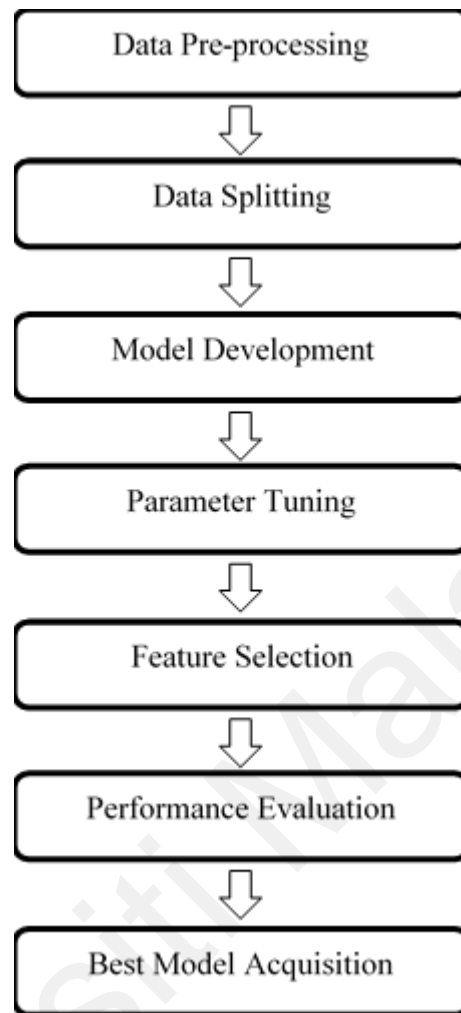 Data Pre-processing
Data Splitting
Model Development
Parameter Tuning
Feature Selection
Performance Evaluation
Best Model Acquisition